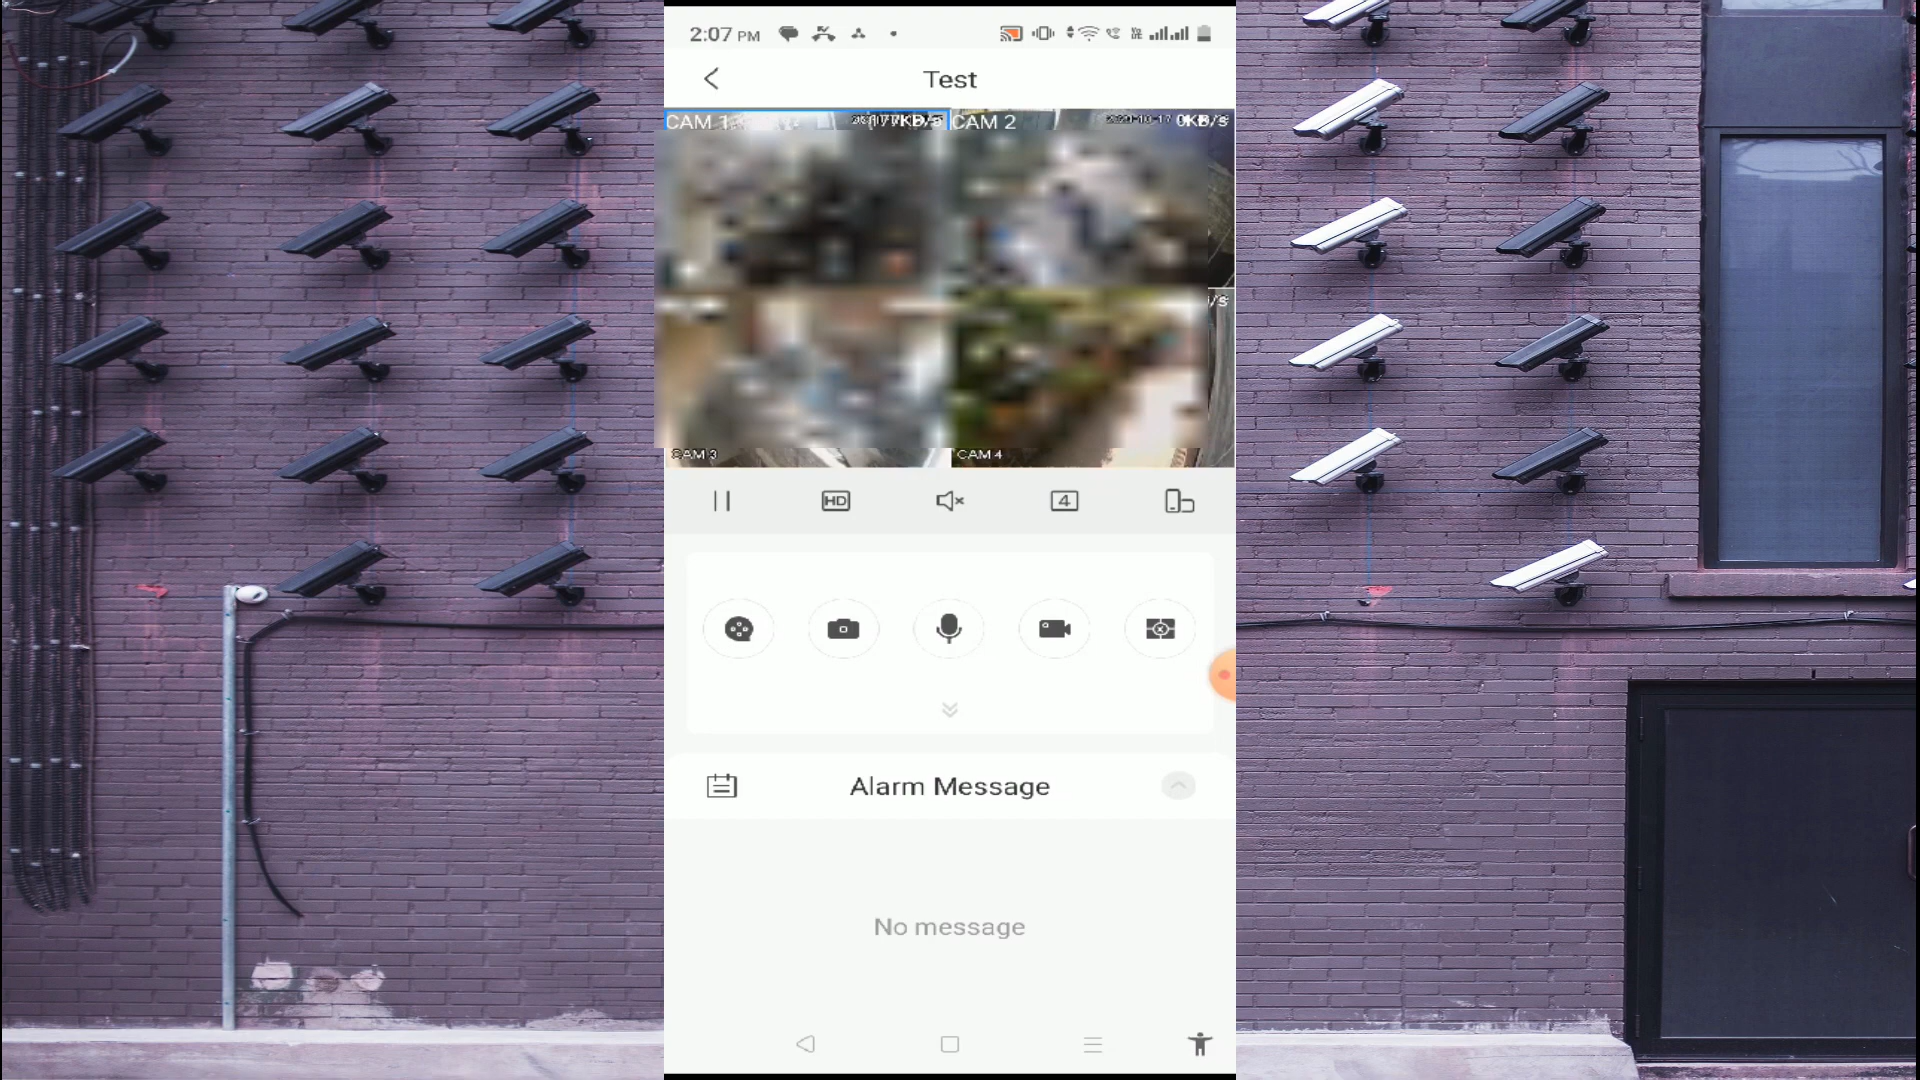 2:07 PM
Test
CAM 1
KB/s
CAM 2
0KB/s
/s
CAM 3
CAM 4
HD
4
Alarm Message
No message